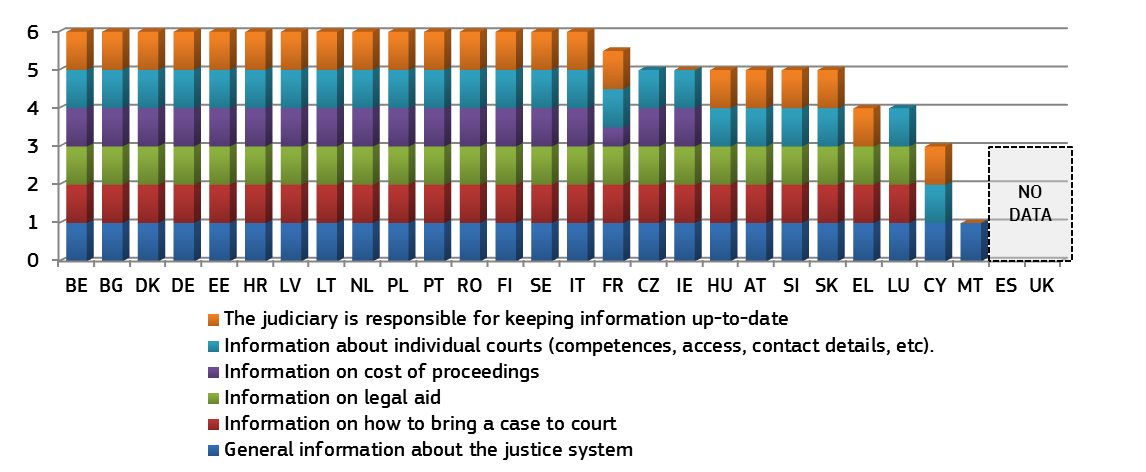 6
5
4
3
2
1
0
NO
DATA
BE BG DK DE EE HR LV LT NL PL PT RO FI SE IT FR CZ IE HU AT SI SK EL LU CY MT ES UK
The judiciary is responsible for keeping information up-to-date
Information about individual courts (competences, access, contact details, etc).
Information on cost of proceedings
Information on legal aid
Information on how to bring a case to court
General information about the justice system